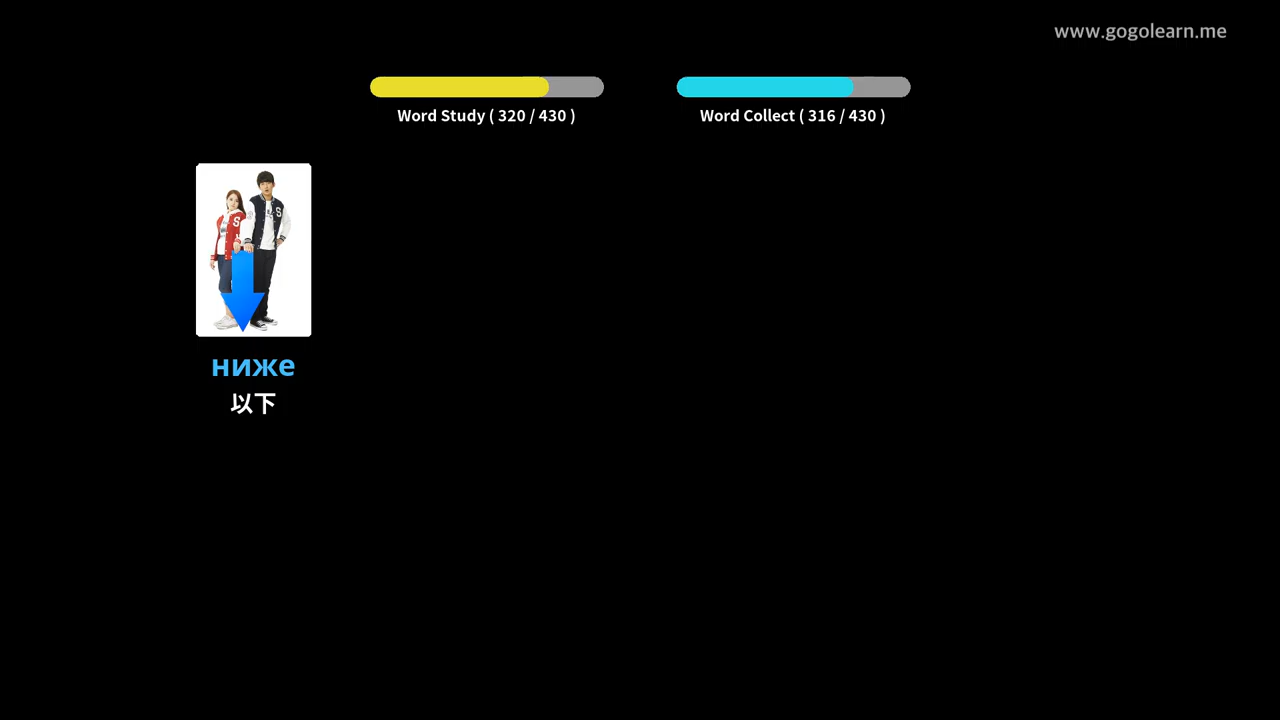 www.gogolearn.me
Word Study ( 320 / 430 )
Word Collect ( 316 / 430 )
S
S
ниже
以下